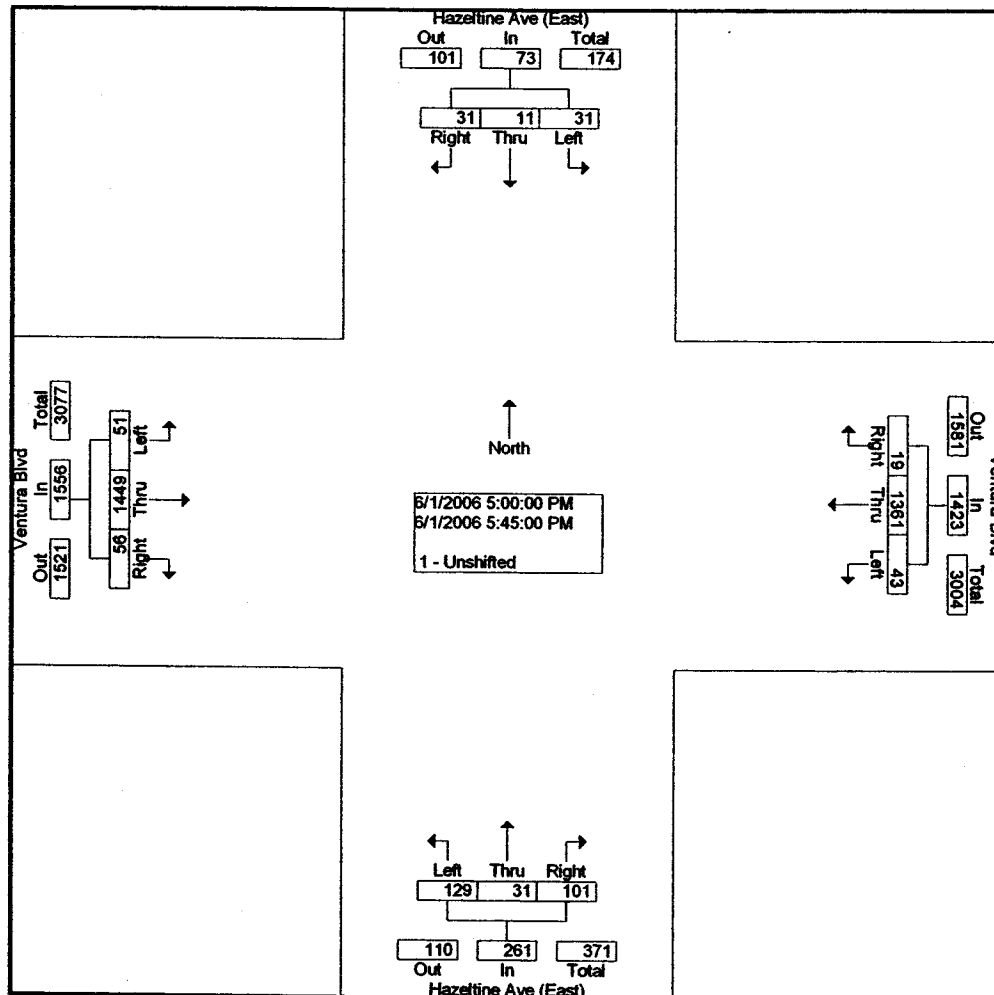 Hazeltine Ave (East)
Out In Total
101 73 174
31 11 31
Right Thru Left
Ventura Blvd
Total In Out
3077 1556 1521
51 1449 56
Left Thru Right
North
6/1/2006 5:00:00 PM
6/1/2006 5:45:00 PM
1 - Unshifted
Right Thru Left
19 1361 43
Out In Total
1581 1423 3004
Left Thru Right
129 31 101
110 261 371
Out In Total
Hazeltine Ave (East)